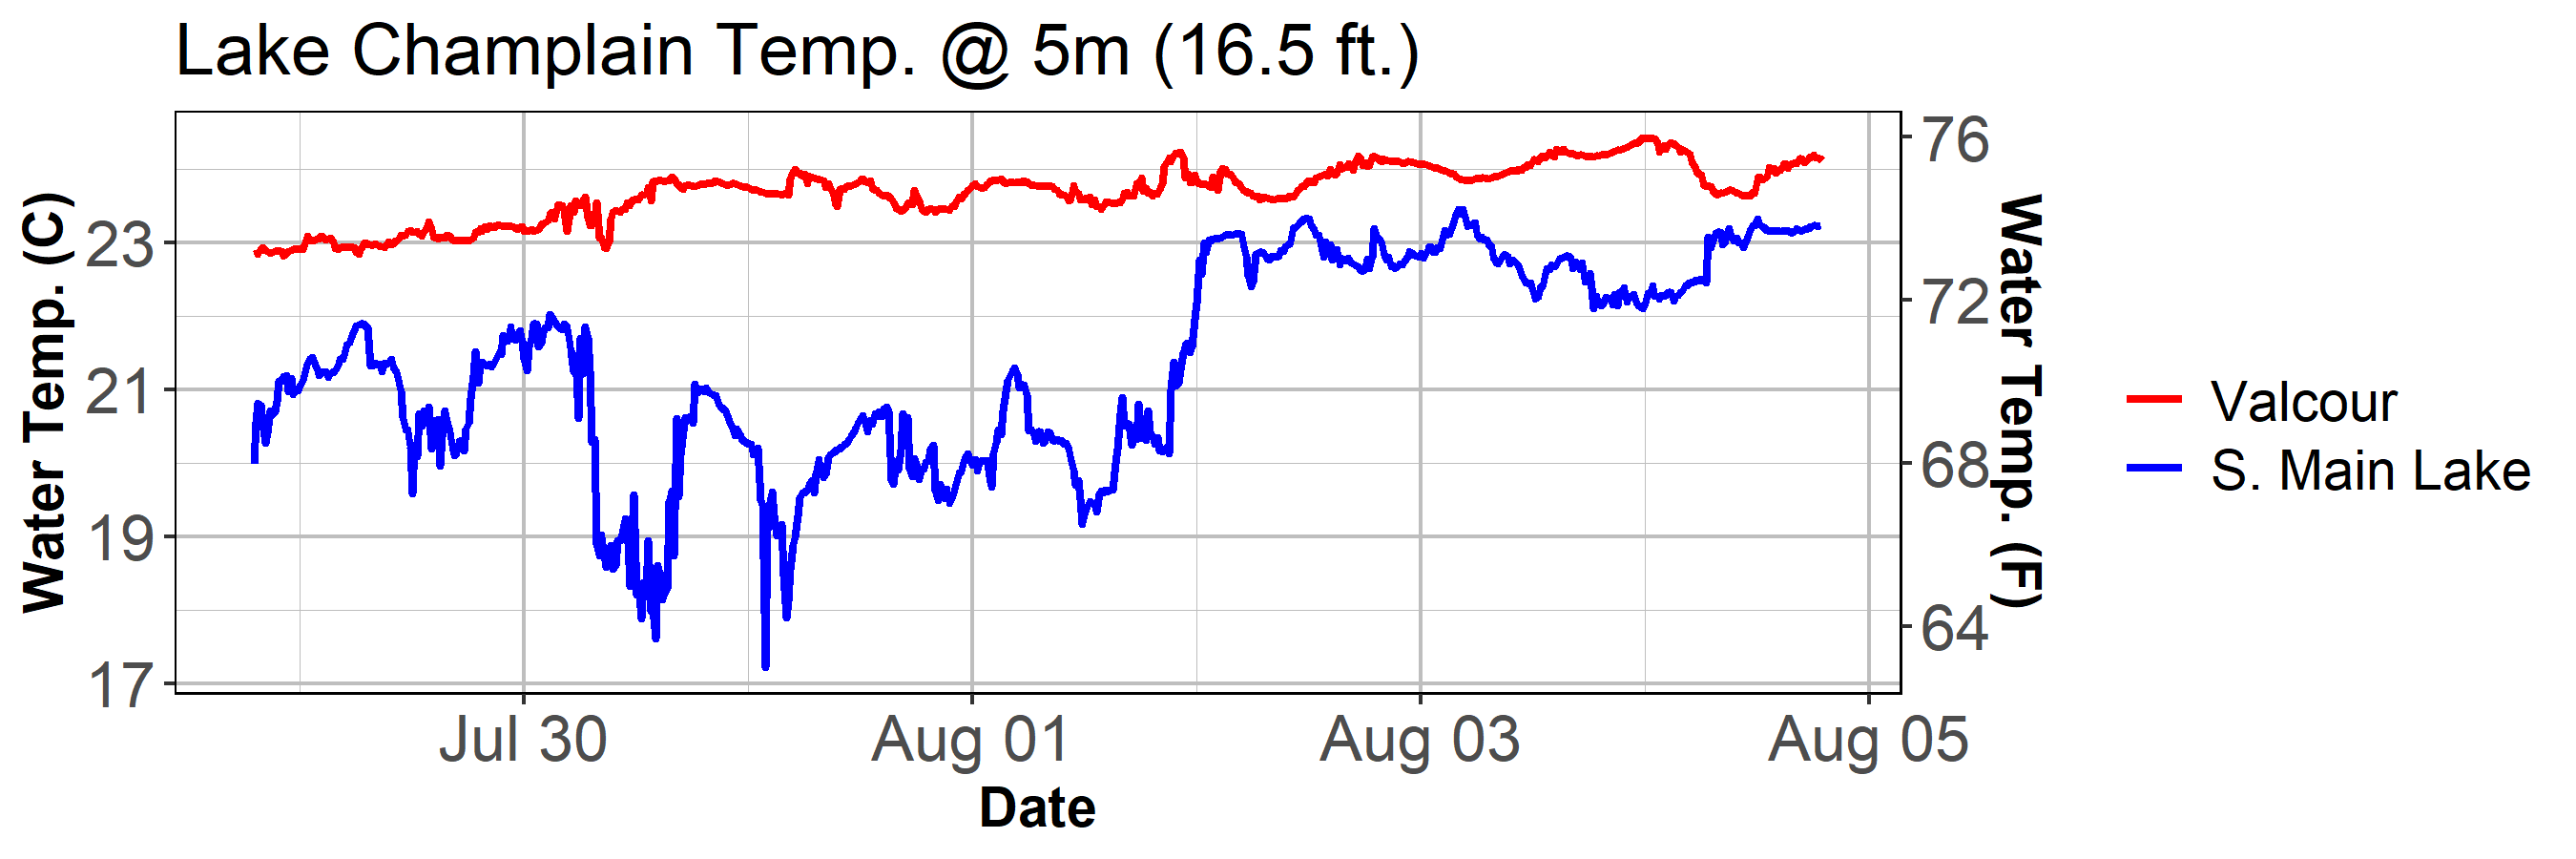 Lake Champlain Temp. @ 5m (16.5 ft.)
Water Temp. (C)
23
21
19
17
76
72
68
64
Water Temp. (F)
Jul 30
Aug 01
Aug 03
Aug 05
Date
Valcour
S. Main Lake